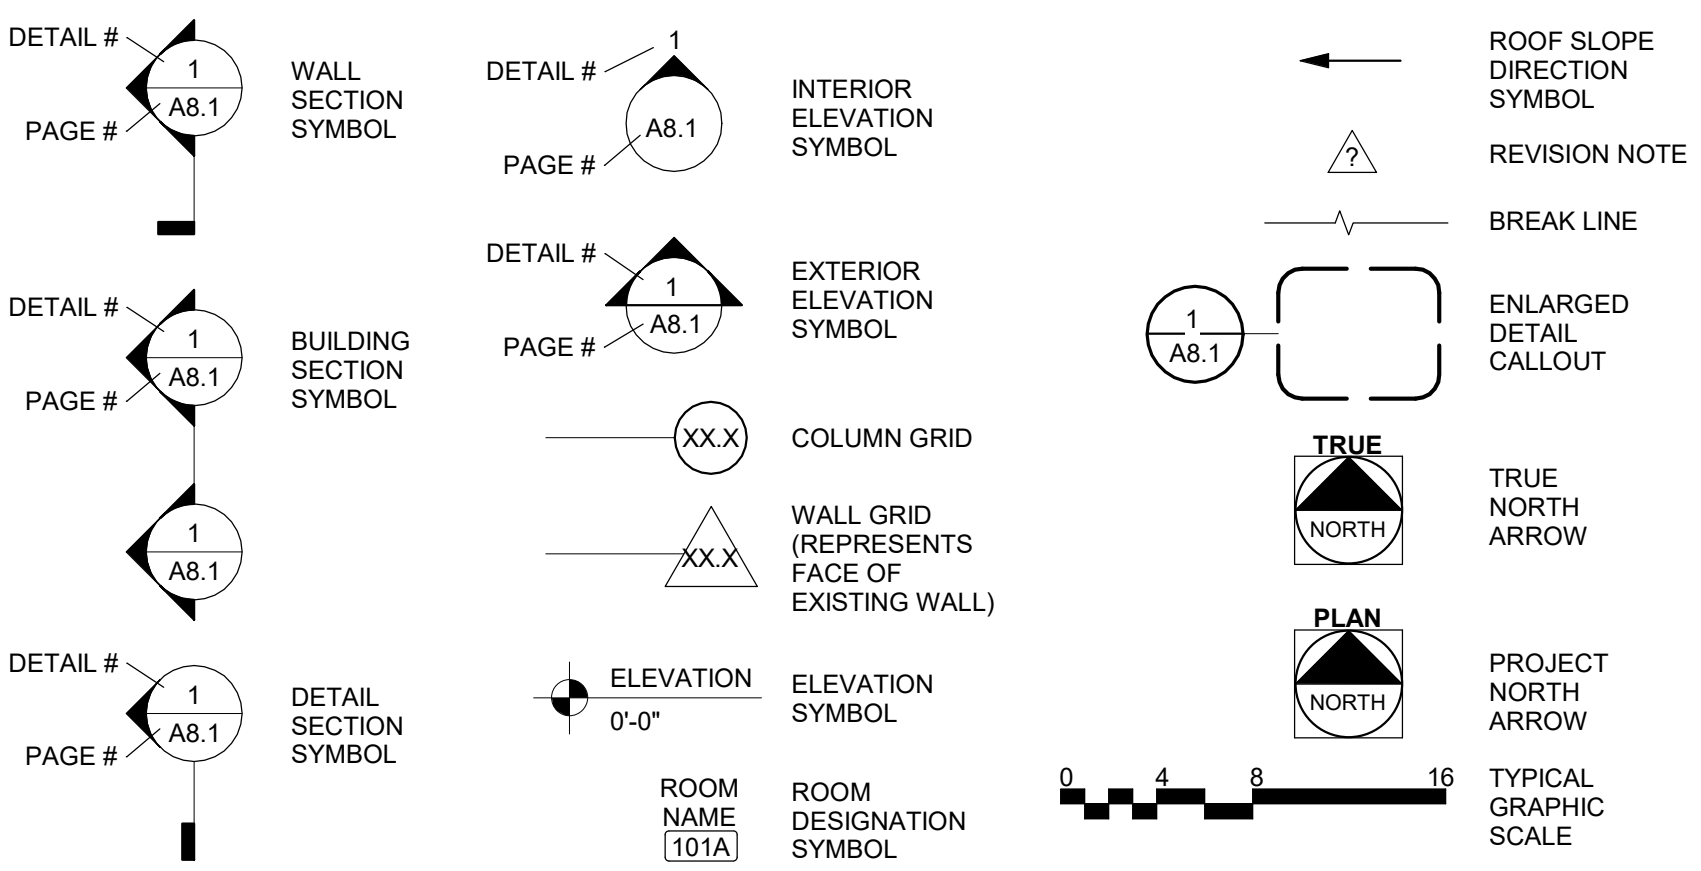 DETAIL #
1
A8.1
PAGE #
WALL
SECTION
SYMBOL
DETAIL #
1
A8.1
PAGE #
BUILDING
SECTION
SYMBOL
1
A8.1
DETAIL #
1
A8.1
PAGE #
DETAIL
SECTION
SYMBOL
1
DETAIL #
A8.1
PAGE #
INTERIOR
ELEVATION
SYMBOL
DETAIL #
1
A8.1
PAGE #
EXTERIOR
ELEVATION
SYMBOL
XX.X
COLUMN GRID
XX.X
WALL GRID
(REPRESENTS
FACE OF
EXISTING WALL)
ELEVATION
0'-0"
ELEVATION
SYMBOL
ROOM
NAME
101A
ROOM
DESIGNATION
SYMBOL
ROOF SLOPE
DIRECTION
SYMBOL
?
REVISION NOTE
BREAK LINE
1
A8.1
ENLARGED
DETAIL
CALLOUT
TRUE
NORTH
TRUE
NORTH
ARROW
PLAN
NORTH
PROJECT
NORTH
ARROW
0 4 8 16
TYPICAL
GRAPHIC
SCALE